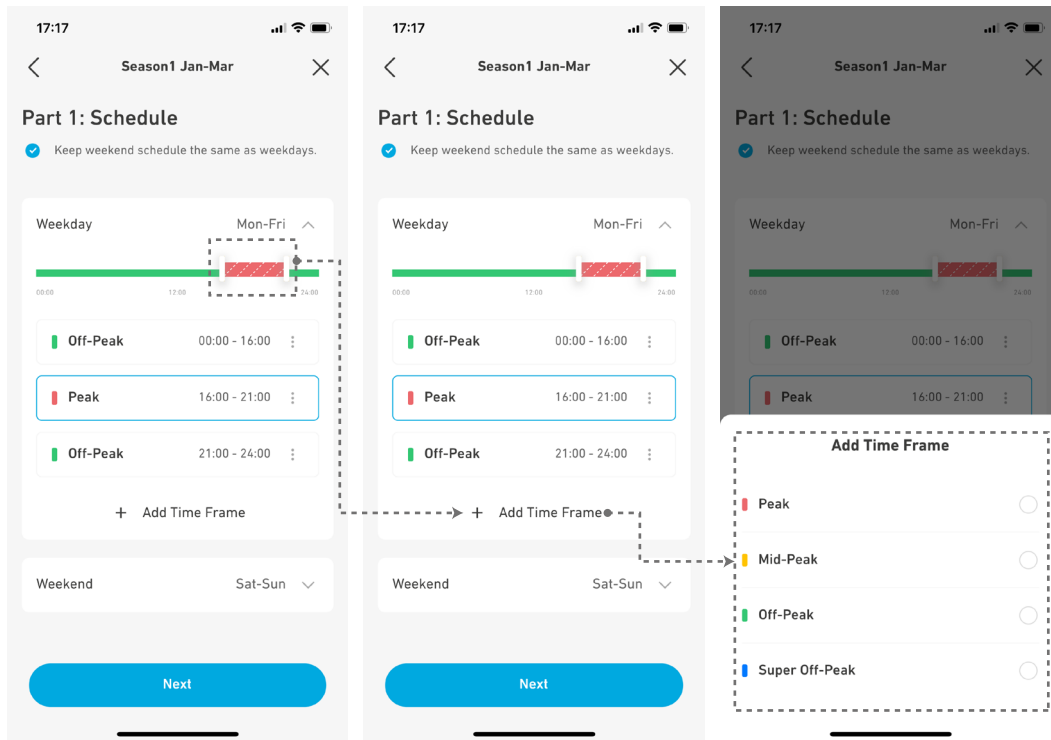 17:17
Season1 Jan-Mar
Part 1: Schedule
Keep weekend schedule the same as weekdays.
Weekday Mon-Fri
00:00 12:00 24:00
Off-Peak 00:00 - 16:00
Peak 16:00 - 21:00
Off-Peak 21:00 - 24:00
+ Add Time Frame
Weekend Sat-Sun
Next
17:17
Season1 Jan-Mar
Part 1: Schedule
Keep weekend schedule the same as weekdays.
Weekday Mon-Fri
00:00 12:00 24:00
Off-Peak 00:00 - 16:00
Peak 16:00 - 21:00
Off-Peak 21:00 - 24:00
+ Add Time Frame
Weekend Sat-Sun
Next
17:17
Season1 Jan-Mar
Part 1: Schedule
Keep weekend schedule the same as weekdays.
Weekday Mon-Fri
00:00 12:00 24:00
Off-Peak 00:00 - 16:00
Peak 16:00 - 21:00
Add Time Frame
Peak
Mid-Peak
Off-Peak
Super Off-Peak